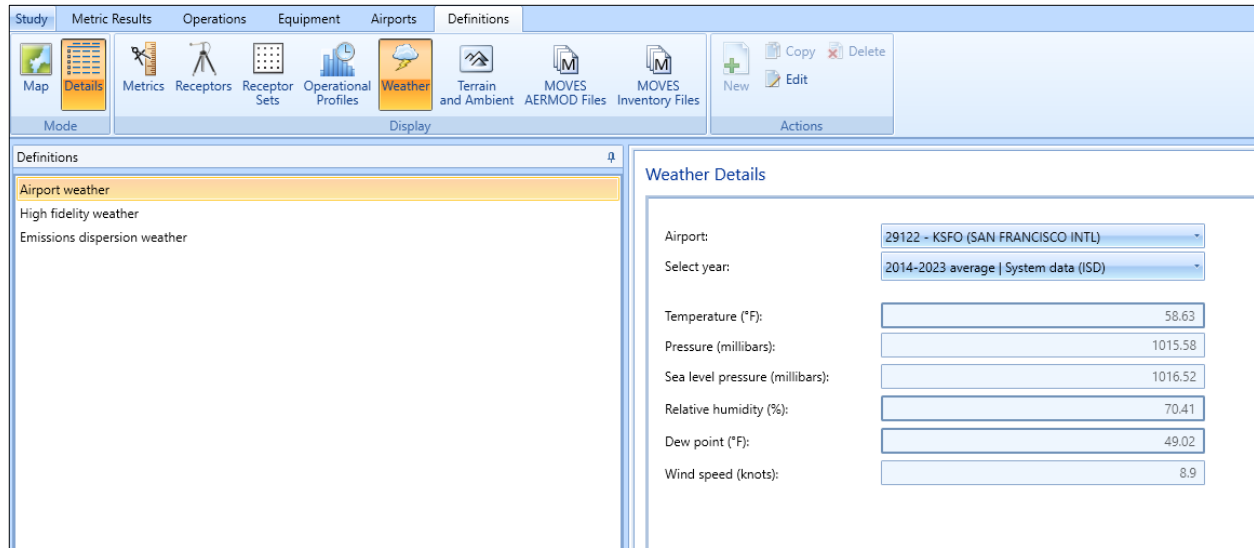 Study Metric Results Operations Equipment Airports Definitions
Map Details Metrics Receptors Receptor Sets Operational Profiles Weather Terrain and Ambient MOVES AERMOD Files MOVES Inventory Files New Copy Delete Edit
Mode Display Actions
Definitions
Airport weather
High fidelity weather
Emissions dispersion weather
Weather Details
Airport: 29122 - KSFO (SAN FRANCISCO INTL)
Select year: 2014-2023 average | System data (ISD)
Temperature (°F): 58.63
Pressure (millibars): 1015.58
Sea level pressure (millibars): 1016.52
Relative humidity (%): 70.41
Dew point (°F): 49.02
Wind speed (knots): 8.9